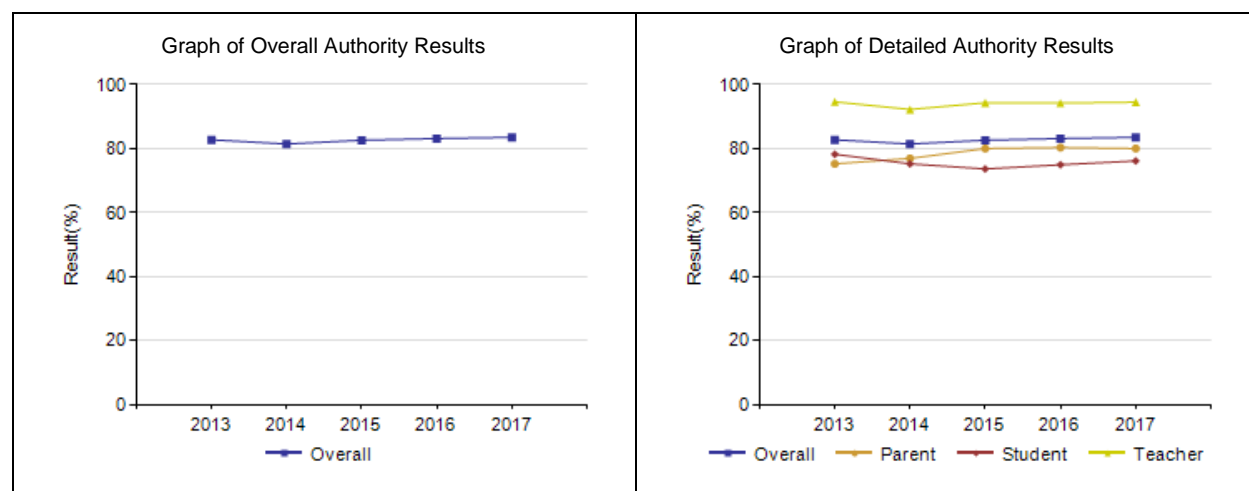 Graph of Overall Authority Results
100
80
60
40
20
0
Result(%)
2013 2014 2015 2016 2017
Overall
Graph of Detailed Authority Results
100
80
60
40
20
0
Result(%)
2013 2014 2015 2016 2017
Overall Parent Student Teacher